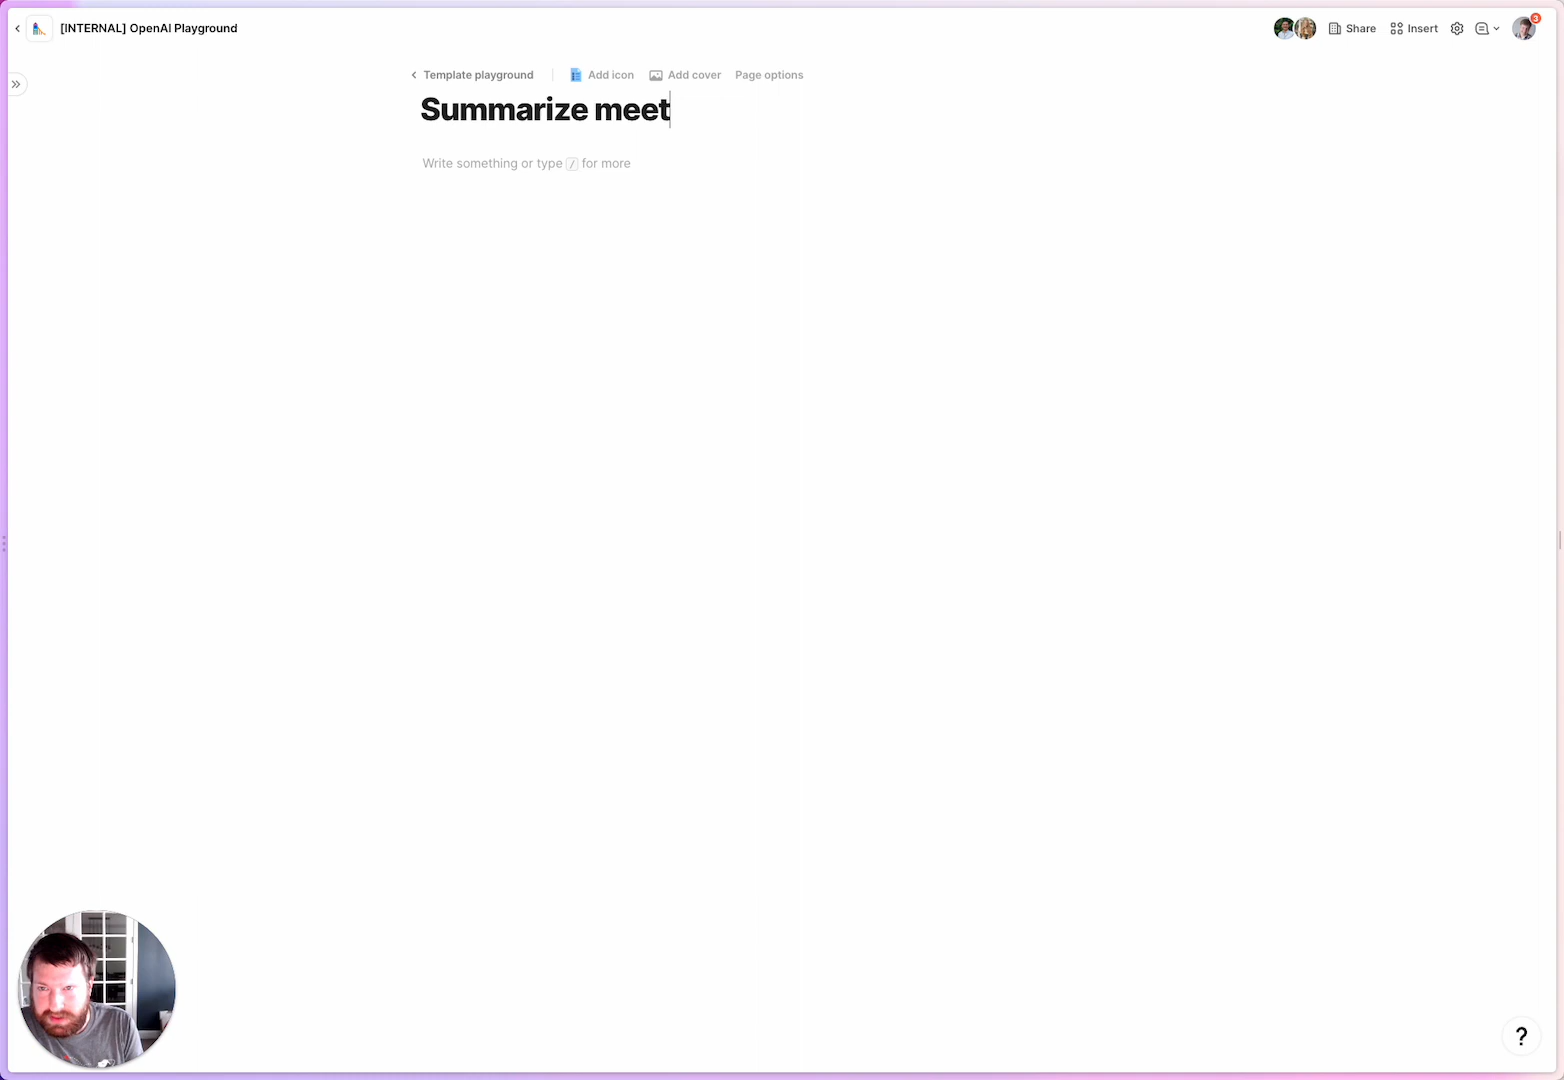 [INTERNAL] OpenAI Playground
3
Share
Insert
Template playground
Add icon
Add cover
Page options
Summarize meet
Write something or type / for more
?